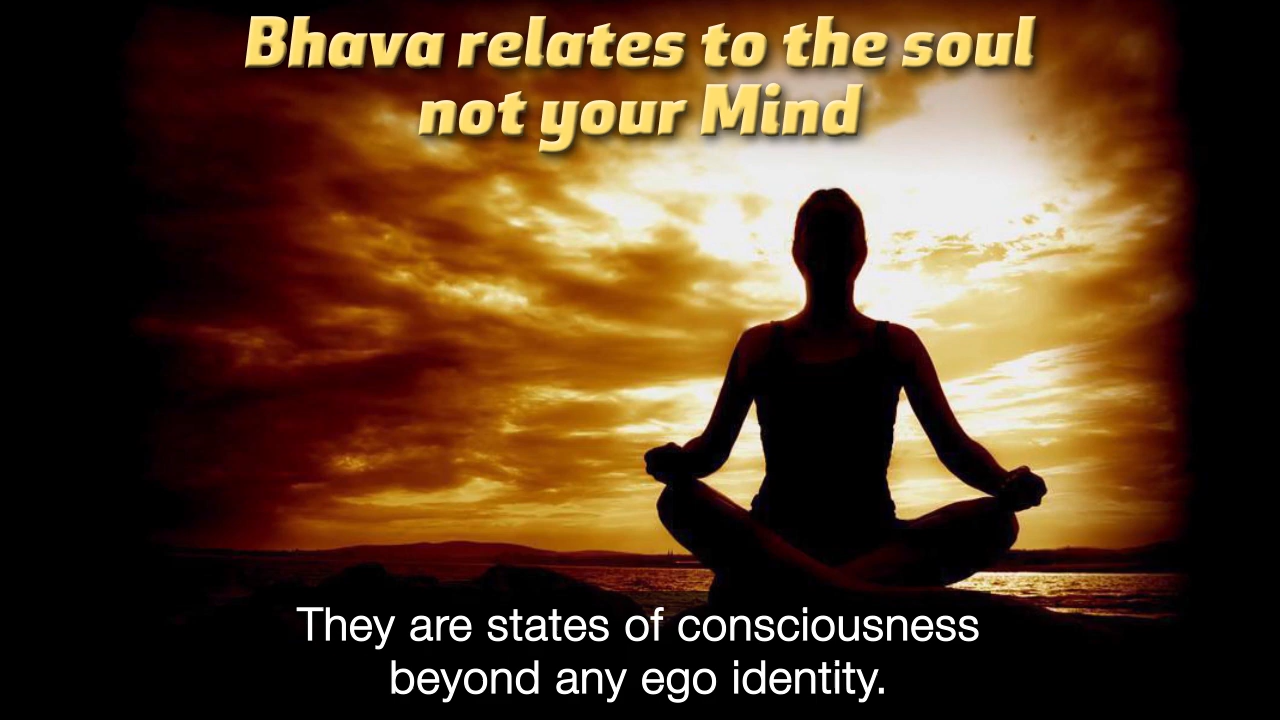 Bhava relates to the soul
not your Mind
They are states of consciousness
beyond any ego identity.